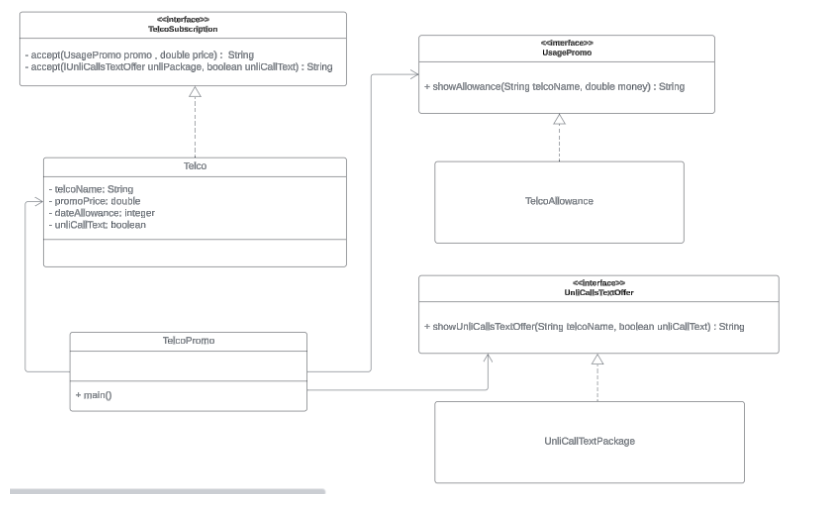 <<interface>>
TelcoSubscription
- accept(UsagePromo promo , double price) : String
- accept(IUnliCallsTextOffer unliPackage, boolean unliCallText) : String
<<interface>>
UsagePromo
+ showAllowance(String telcoName, double money) : String
Telco
- telcoName: String
- promoPrice: double
- dateAllowance: integer
- unliCallText: boolean
TelcoAllowance
<<interface>>
UnliCallsTextOffer
+ showUnliCallsTextOffer(String telcoName, boolean unliCallText) : String
TelcoPromo
+ main()
UnliCallTextPackage